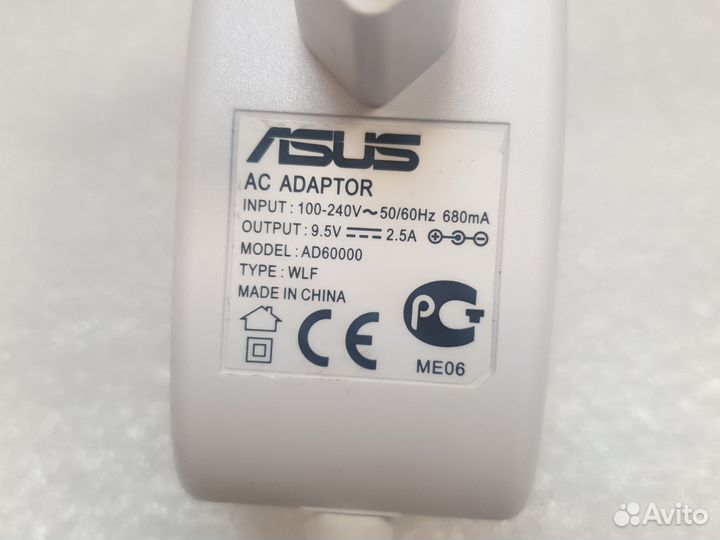 ASUS
AC ADAPTOR
INPUT : 100-240V～50/60Hz 680mA
OUTPUT : 9.5V⎓2.5A
MODEL : AD60000
TYPE : WLF
MADE IN CHINA
CE
PCT
ME06
Avito